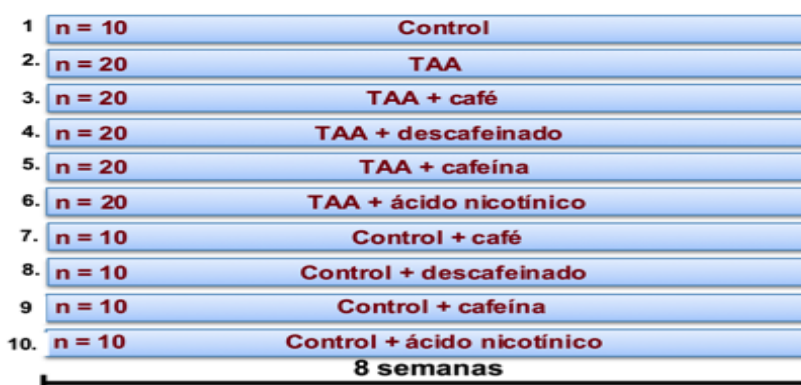 1 n = 10 Control
2. n = 20 TAA
3. n = 20 TAA + café
4. n = 20 TAA + descafeinado
5. n = 20 TAA + cafeína
6. n = 20 TAA + ácido nicotínico
7. n = 10 Control + café
8. n = 10 Control + descafeinado
9 n = 10 Control + cafeína
10. n = 10 Control + ácido nicotínico
8 semanas